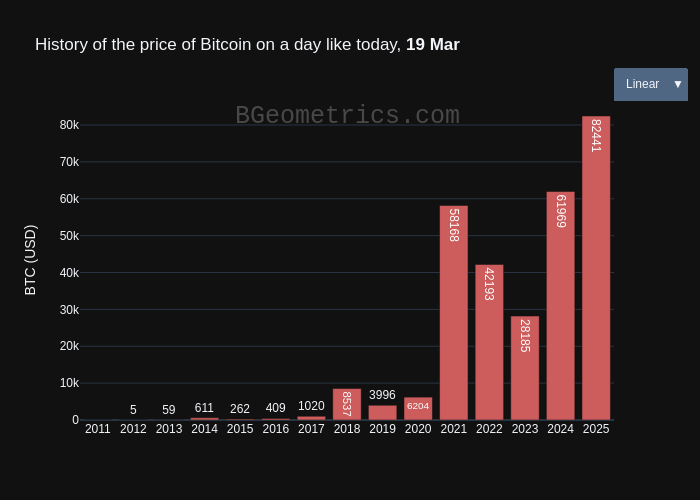 History of the price of Bitcoin on a day like today, 19 Mar
Linear ▼
BGeometrics.com
BTC (USD)
80k
70k
60k
50k
40k
30k
20k
10k
0
5 59 611 262 409 1020 8537 3996 6204 58168 42193 28185 61969 82441
2011 2012 2013 2014 2015 2016 2017 2018 2019 2020 2021 2022 2023 2024 2025